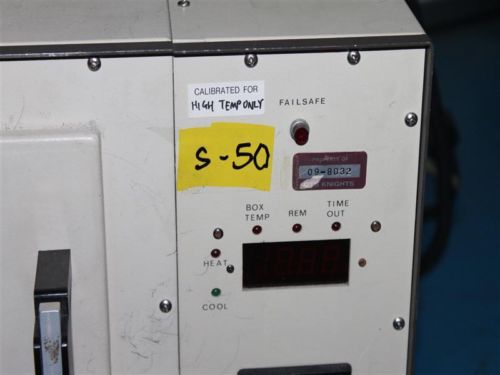 CALIBRATED FOR
HIGH TEMP ONLY
FAILSAFE
S-50
PROPERTY OF
09-8032
KNIGHTS
BOX TEMP
REM
TIME OUT
HEAT
COOL